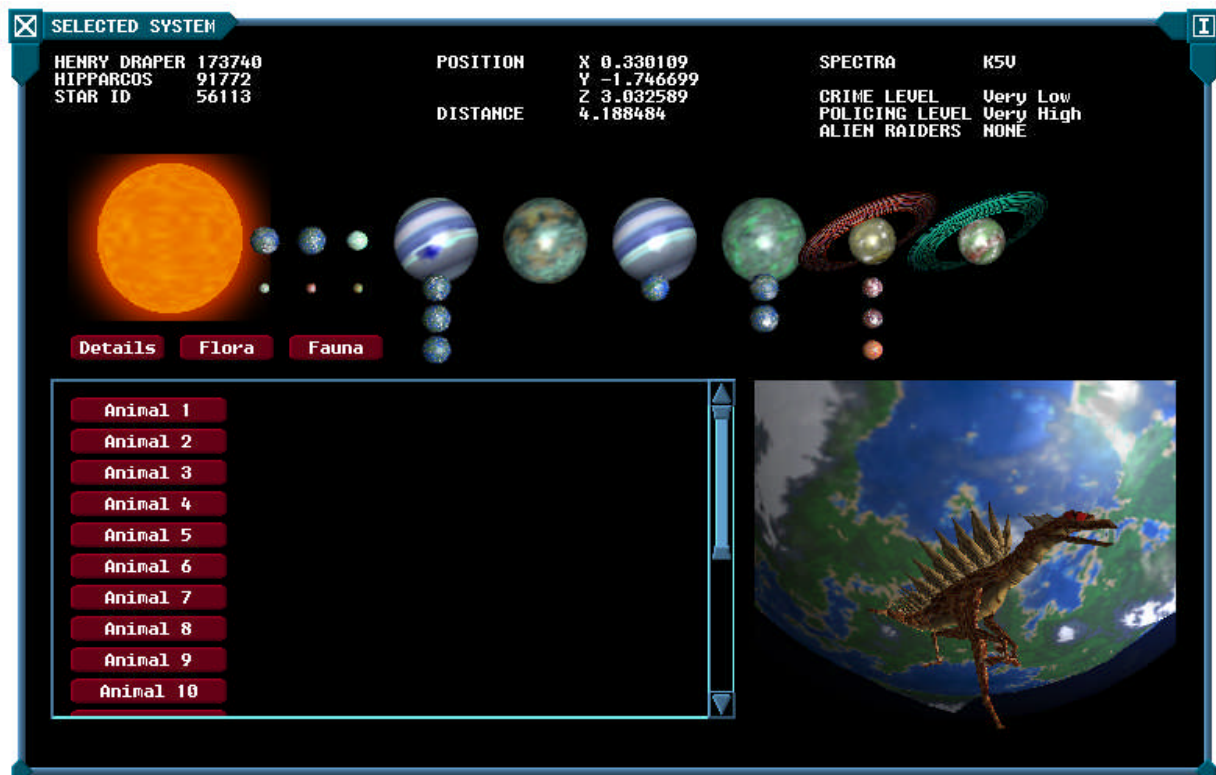 SELECTED SYSTEM
HENRY DRAPER 173740
HIPPARCOS 91772
STAR ID 56113
POSITION X 0.330109
Y -1.746699
Z 3.032589
DISTANCE 4.188484
SPECTRA K5V
CRIME LEVEL Very Low
POLICING LEVEL Very High
ALIEN RAIDERS NONE
Details Flora Fauna
Animal 1
Animal 2
Animal 3
Animal 4
Animal 5
Animal 6
Animal 7
Animal 8
Animal 9
Animal 10